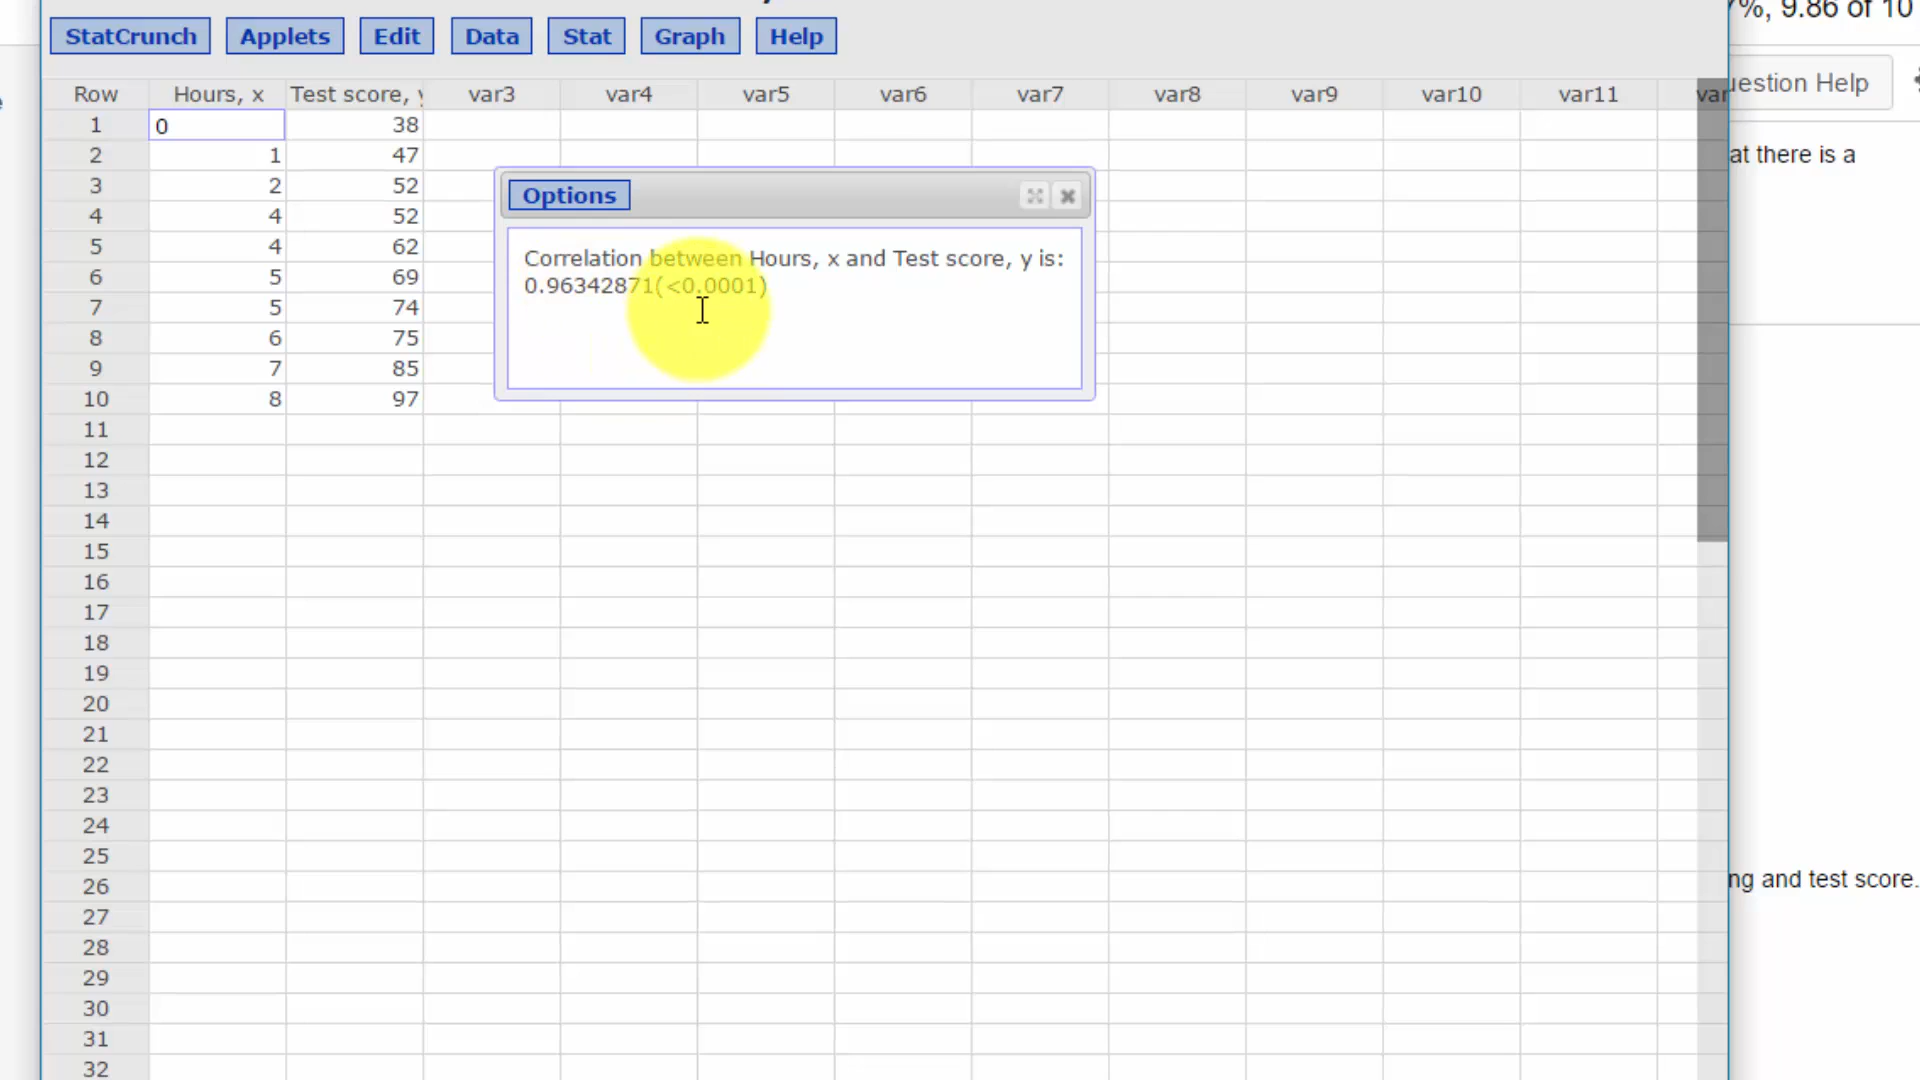 %, 9.86 of 10
StatCrunch Applets Edit Data Stat Graph Help
uestion Help
Row Hours, x Test score, y var3 var4 var5 var6 var7 var8 var9 var10 var11 var
1 0 38
2 1 47
at there is a
3 2 52
Options
4 4 52
5 4 62
Correlation between Hours, x and Test score, y is:
0.96342871(<0.0001)
6 5 69
7 5 74
8 6 75
9 7 85
10 8 97
11
12
13
14
15
16
17
18
19
20
21
22
23
24
25
26
ng and test score.
27
28
29
30
31
32